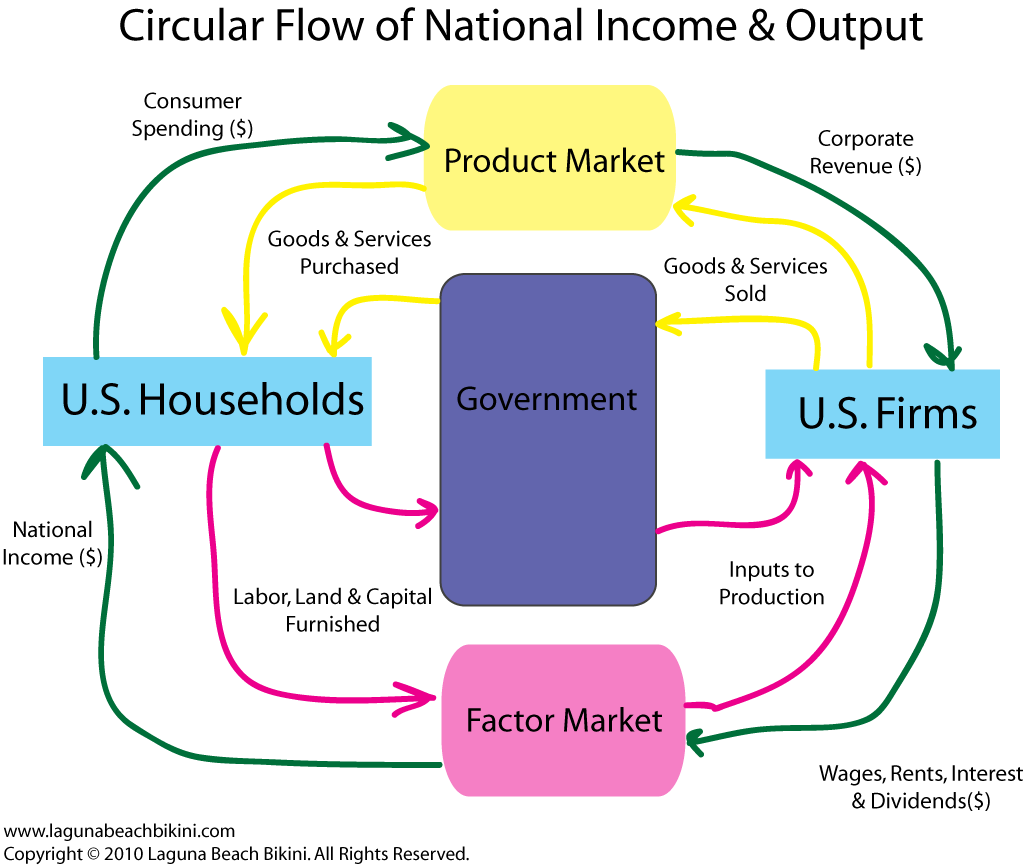 Circular Flow of National Income & Output
Consumer
Spending ($)
Product Market
Corporate
Revenue ($)
Goods & Services
Purchased
Goods & Services
Sold
U.S. Households
Government
U.S. Firms
National
Income ($)
Labor, Land & Capital
Furnished
Inputs to
Production
Factor Market
Wages, Rents, Interest
& Dividends($)
www.lagunabeachbikini.com
Copyright © 2010 Laguna Beach Bikini. All Rights Reserved.